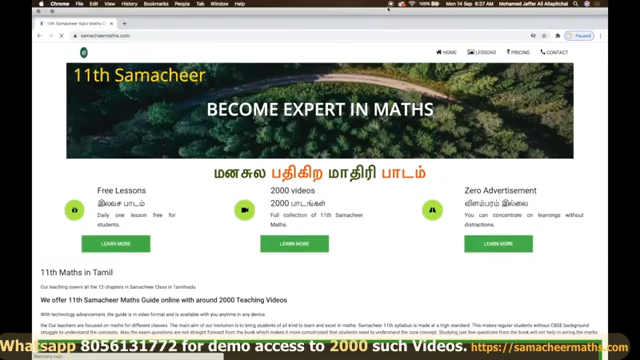 Chrome File Edit View History Bookmarks People Tab Window Help
100% Mon 14 Sep 8:37 AM Mohamed Jaffer Ali Allapitchai
11th Samacheer Kalvi Maths G
samacheermaths.com
Paused
HOME LESSONS PRICING CONTACT
11th Samacheer
BECOME EXPERT IN MATHS
மனசுல பதிகிற மாதிரி பாடம்
Free Lessons
இலவச பாடம்
Daily one lesson free for
students.
LEARN MORE
2000 videos
2000 பாடங்கள்
Full collection of 11th Samacheer
Maths.
LEARN MORE
Zero Advertisement
விளம்பரம் இல்லை
You can concentrate on learnings without
distractions.
LEARN MORE
11th Maths in Tamil
Our teaching covers all the 12 chapters in Samacheer Class in Tamilnadu
We offer 11th Samacheer Maths Guide online with around 2000 Teaching Videos
With technology advancement, the guide is in video format and is available with you anytime in any device.
the Our teachers are focused on maths for different classes. The main aim of our Insitution is to bring students of all kind to learn and excel in maths. Samacheer 11th syllabus is made at a high standard. This makes regular students without CBSE background
struggle to understand the concepts. Also the exam questions are not straight forward from the book which makes it more complicated that students need to understand the core concept. Studying just few questions from the book will on help in scoring the marks
Whatsapp 8056131772 for demo access to 2000 such Videos. https://samacheermaths.com